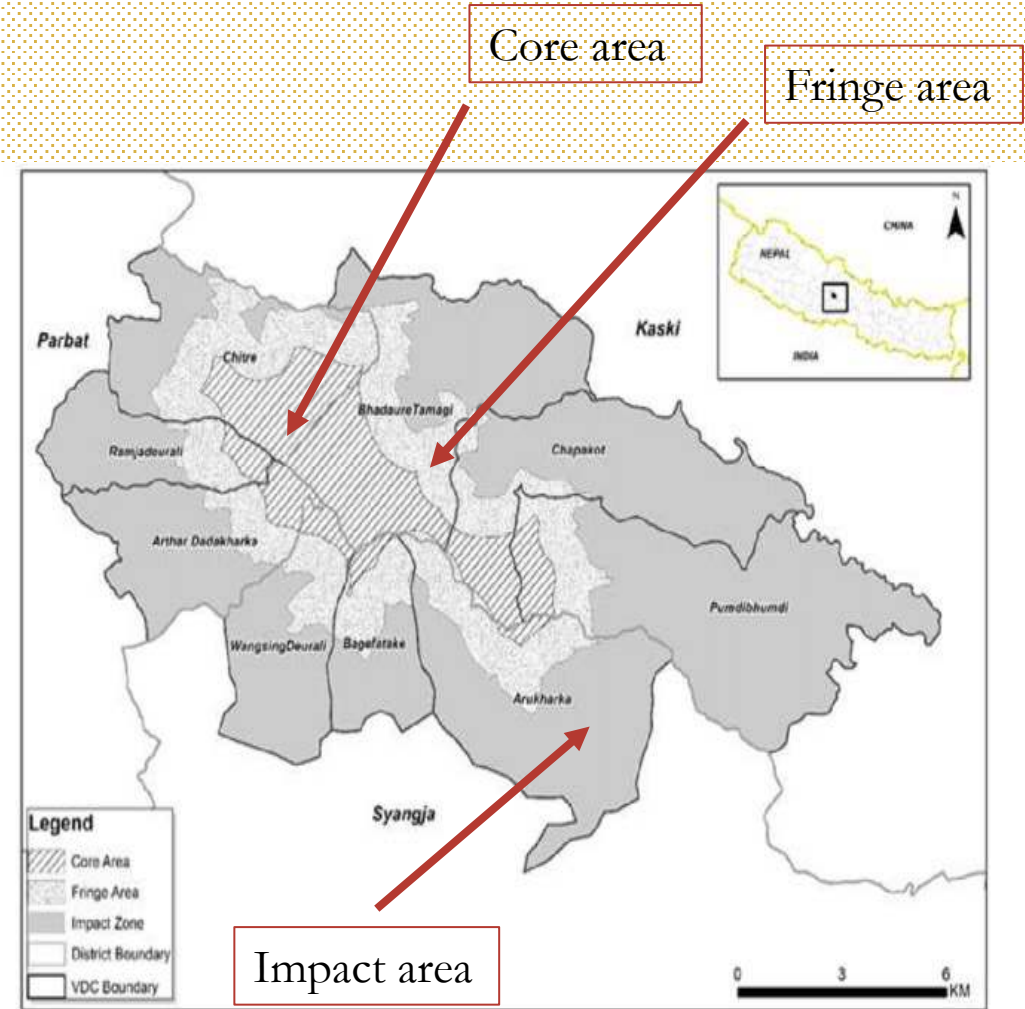 Core area
Fringe area
N
CHINA
NEPAL
INDIA
Parbat
Kaski
Chitre
BhadaureTamagi
Ramjadeurali
Chapakot
Arthar Dadakharka
Pumdibhumdi
WangsingDeurali
Bagefatake
Arukharka
Syangja
Legend
Core Area
Fringe Area
Impact Zone
District Boundary
VDC Boundary
Impact area
0 3 6
KM